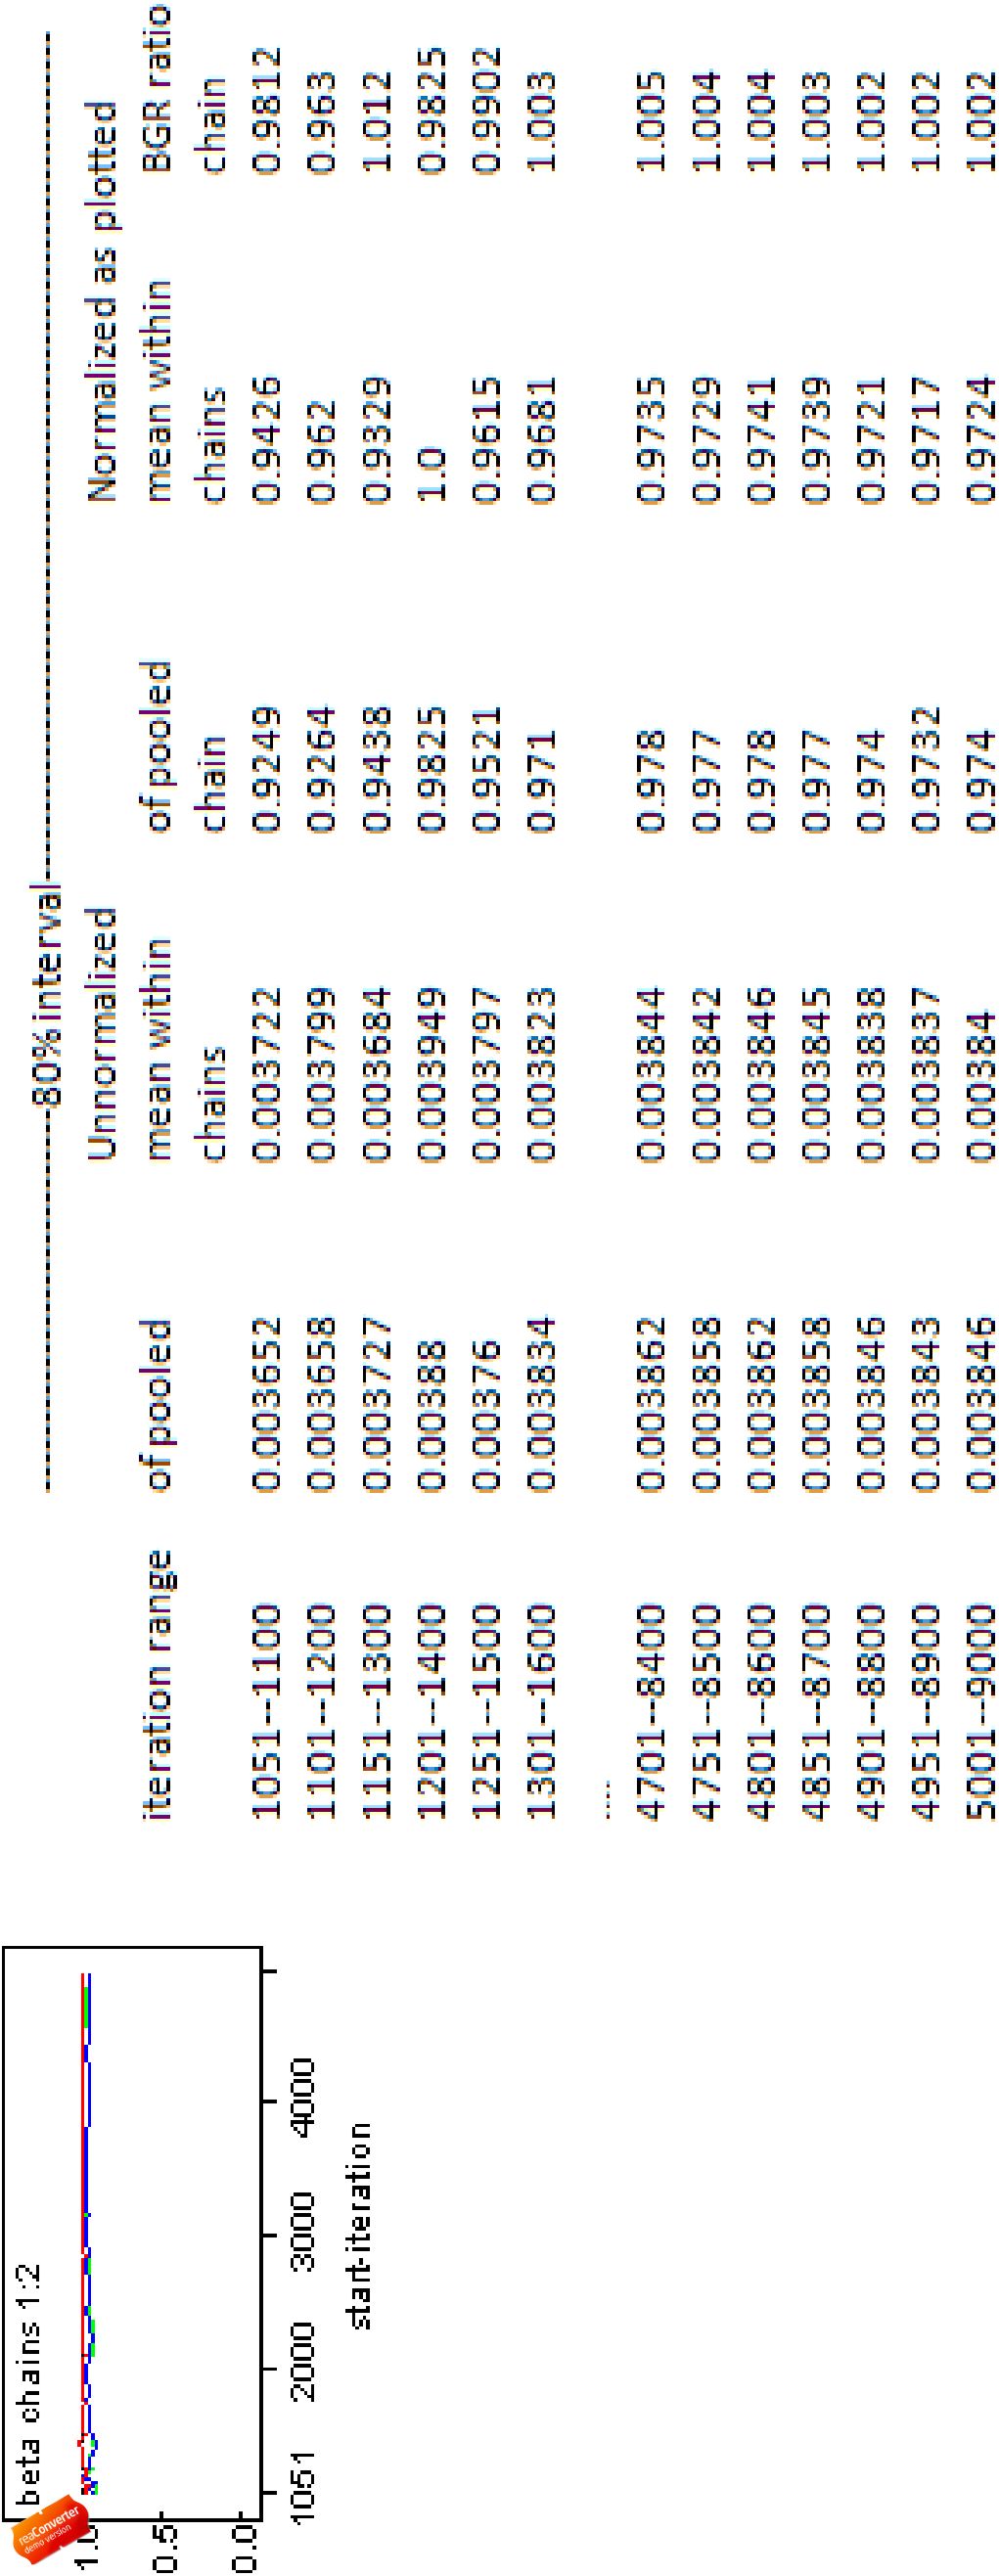 beta chains 1:2
reaConverter
demo version
1.0
0.5
0.0
1051 2000 3000 4000
start-iteration
80% interval
Unnormalized Normalized as plotted
iteration range of pooled mean within of pooled mean within BGR ratio
chains chain chains chain
1051--1100 0.003652 0.003722 0.9249 0.9426 0.9812
1101--1200 0.003658 0.003799 0.9264 0.962 0.963
1151--1300 0.003727 0.003684 0.9438 0.9329 1.012
1201--1400 0.00388 0.003949 0.9825 1.0 0.9825
1251--1500 0.00376 0.003797 0.9521 0.9615 0.9902
1301--1600 0.003834 0.003823 0.971 0.9681 1.003
....
4701--8400 0.003862 0.003844 0.978 0.9735 1.005
4751--8500 0.003858 0.003842 0.977 0.9729 1.004
4801--8600 0.003862 0.003846 0.978 0.9741 1.004
4851--8700 0.003858 0.003845 0.977 0.9739 1.003
4901--8800 0.003846 0.003838 0.974 0.9721 1.002
4951--8900 0.003843 0.003837 0.9732 0.9717 1.002
5001--9000 0.003846 0.00384 0.974 0.9724 1.002